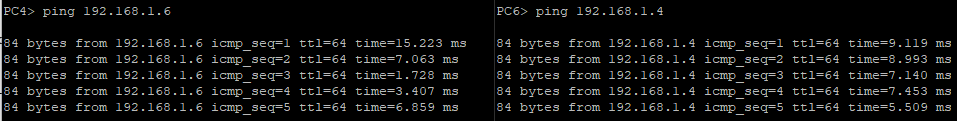 PC4> ping 192.168.1.6
84 bytes from 192.168.1.6 icmp_seq=1 ttl=64 time=15.223 ms
84 bytes from 192.168.1.6 icmp_seq=2 ttl=64 time=7.063 ms
84 bytes from 192.168.1.6 icmp_seq=3 ttl=64 time=1.728 ms
84 bytes from 192.168.1.6 icmp_seq=4 ttl=64 time=3.407 ms
84 bytes from 192.168.1.6 icmp_seq=5 ttl=64 time=6.859 ms
PC6> ping 192.168.1.4
84 bytes from 192.168.1.4 icmp_seq=1 ttl=64 time=9.119 ms
84 bytes from 192.168.1.4 icmp_seq=2 ttl=64 time=8.993 ms
84 bytes from 192.168.1.4 icmp_seq=3 ttl=64 time=7.140 ms
84 bytes from 192.168.1.4 icmp_seq=4 ttl=64 time=7.453 ms
84 bytes from 192.168.1.4 icmp_seq=5 ttl=64 time=5.509 ms